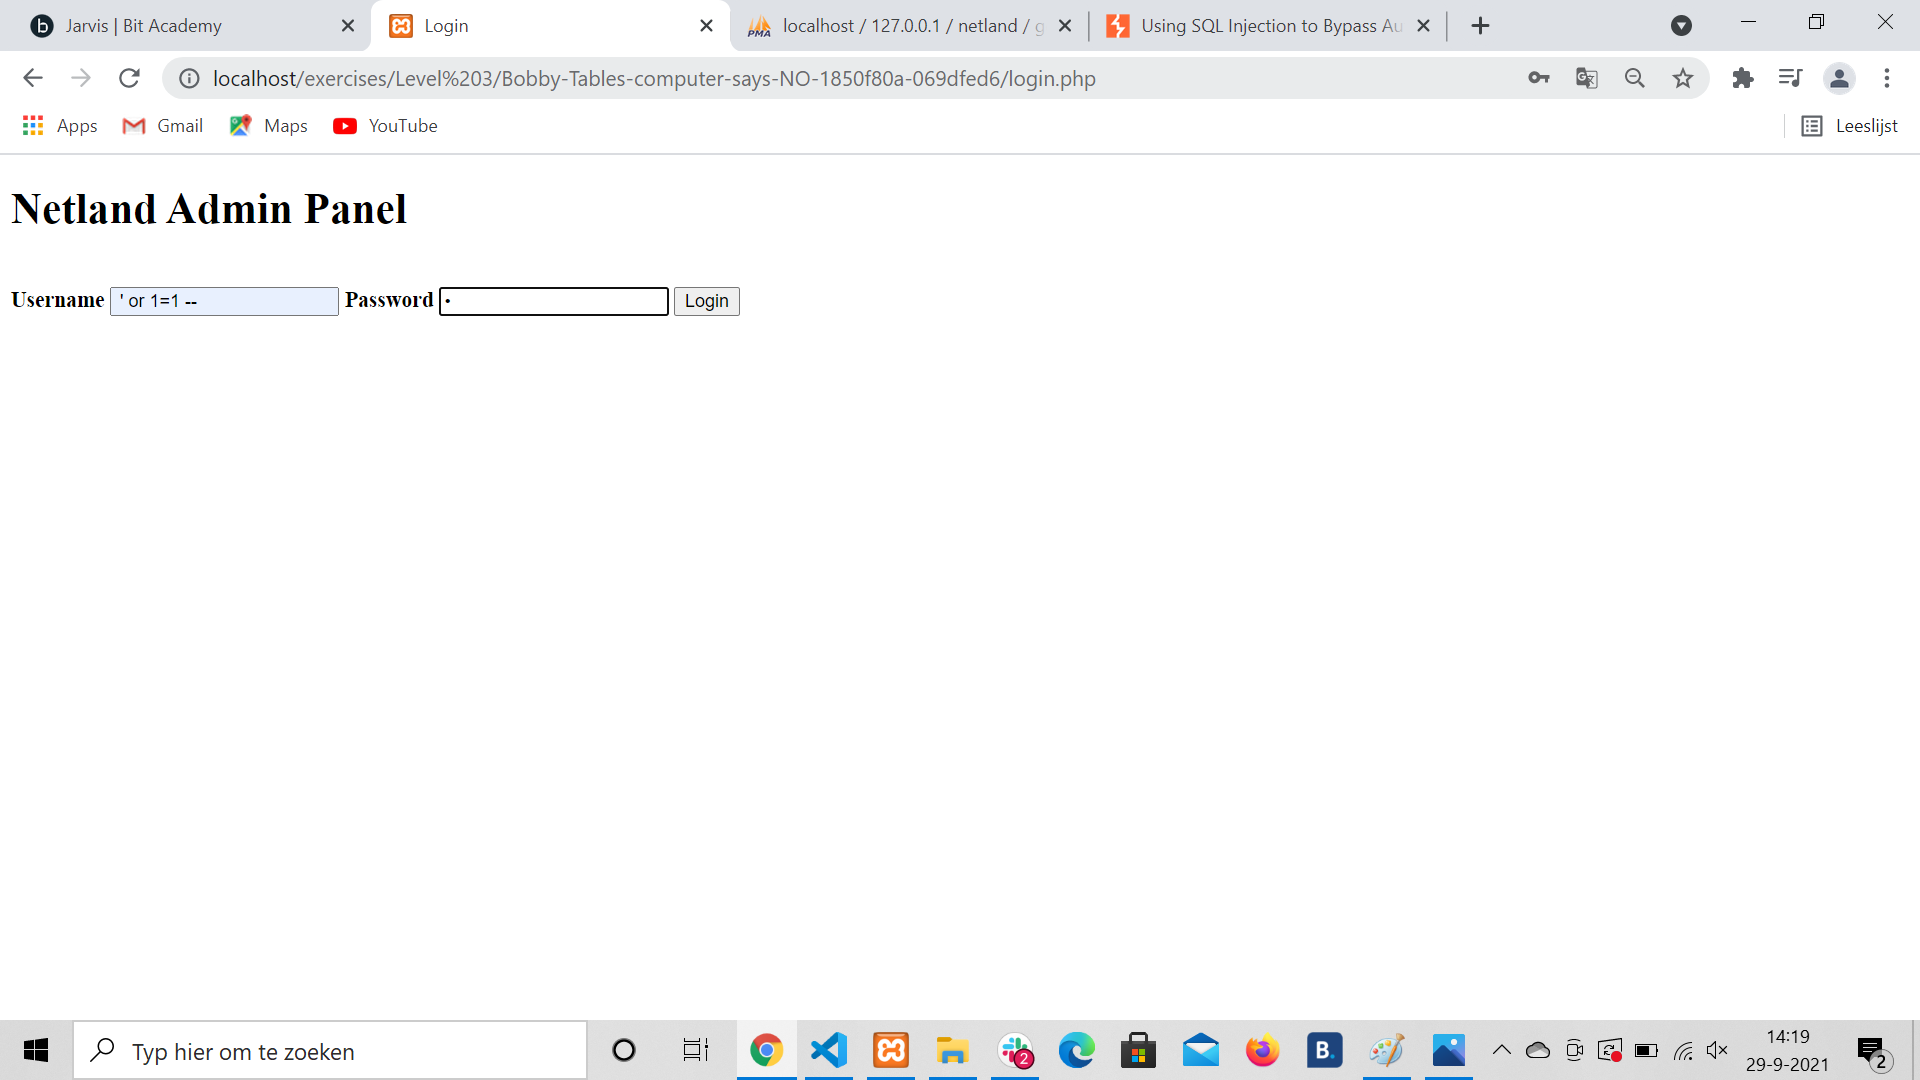 Jarvis | Bit Academy
Login
localhost / 127.0.0.1 / netland / g
Using SQL Injection to Bypass Au
localhost/exercises/Level%203/Bobby-Tables-computer-says-NO-1850f80a-069dfed6/login.php
Apps
Gmail
Maps
YouTube
Leeslijst
Netland Admin Panel
Username ' or 1=1 -- Password • Login
Typ hier om te zoeken
14:19
29-9-2021
2
2
B.
PMA
b